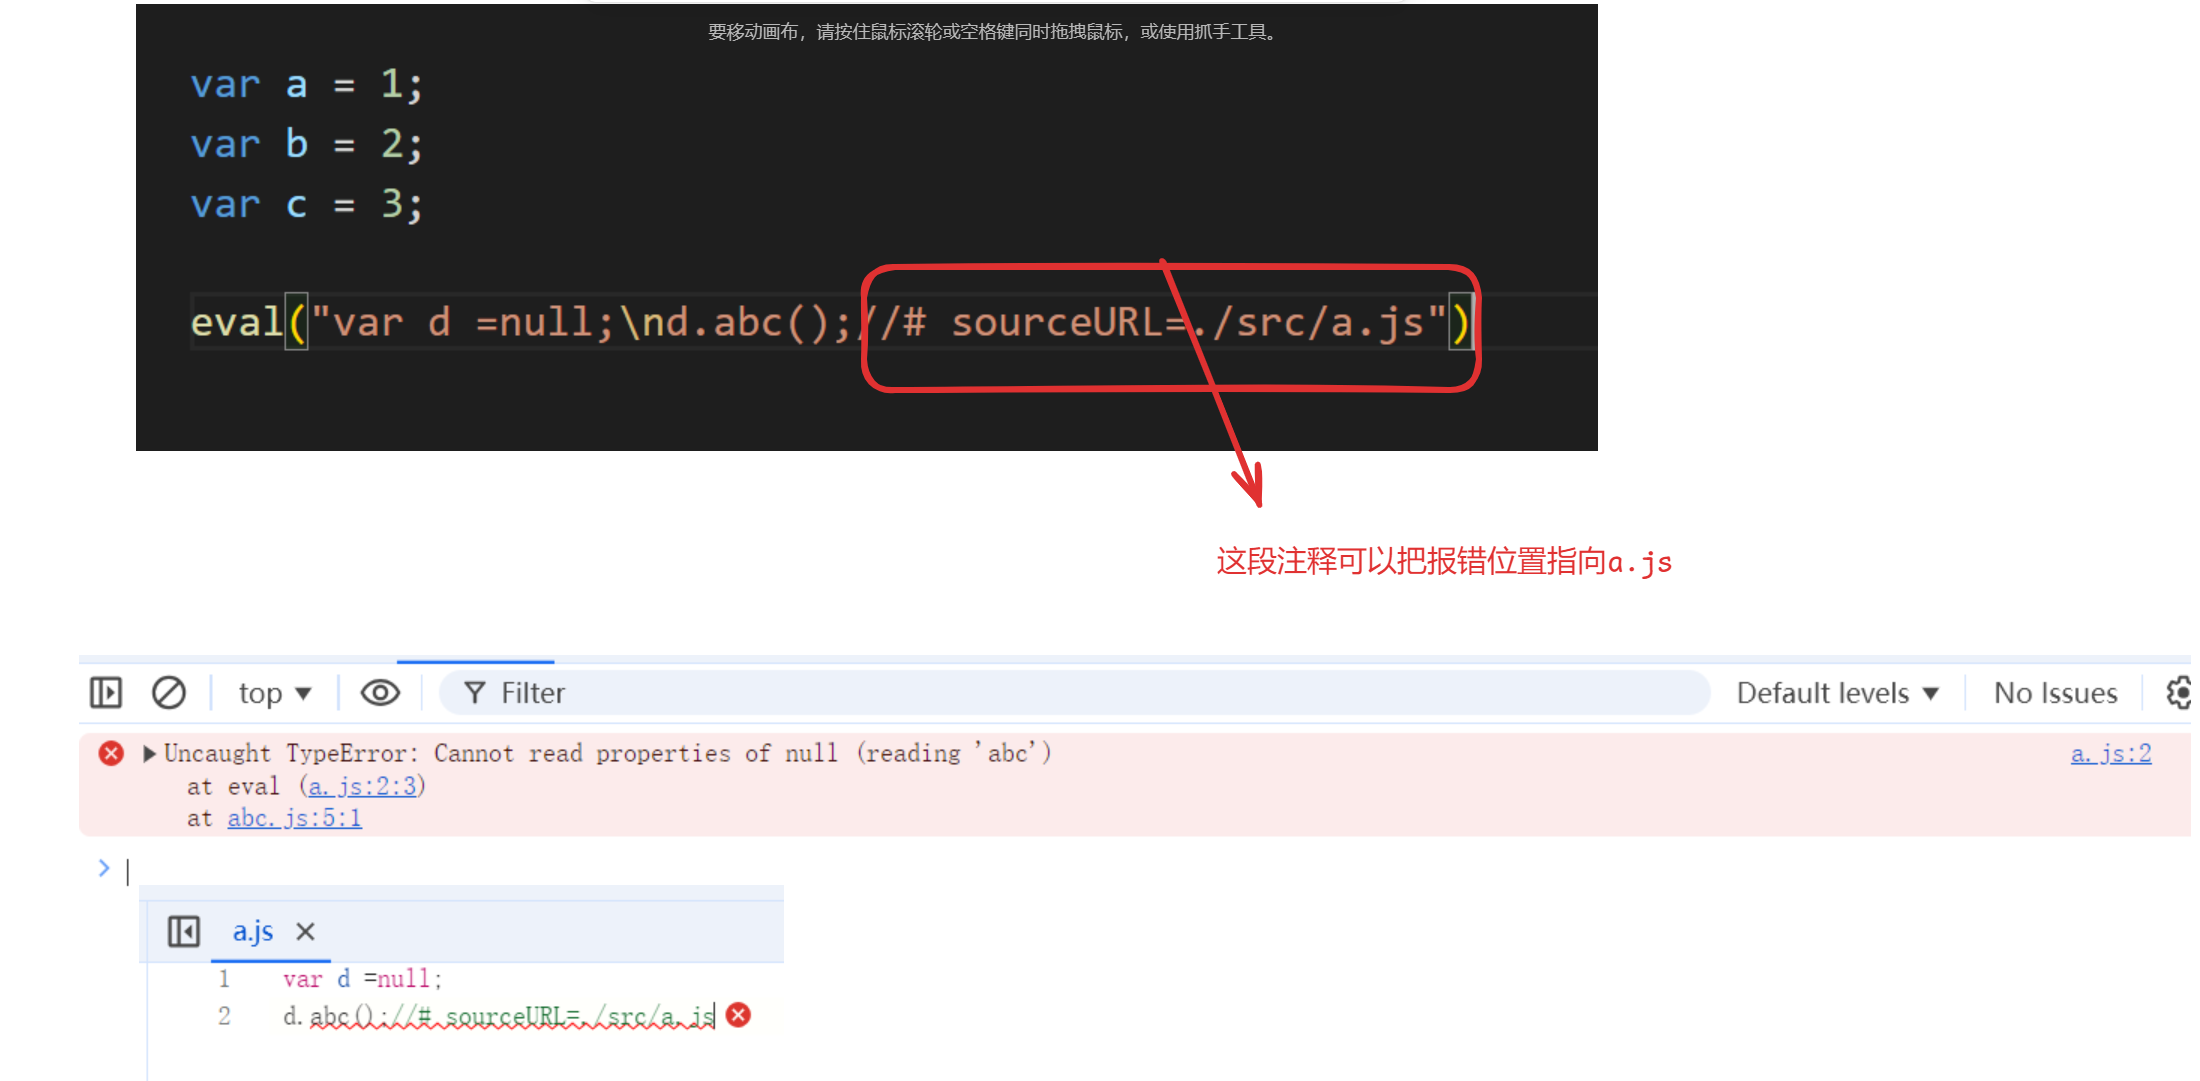 要移动画布，请按住鼠标滚轮或空格键同时拖拽鼠标，或使用抓手工具。
var a = 1;
var b = 2;
var c = 3;
eval("var d =null;\nd.abc();//# sourceURL=./src/a.js")
这段注释可以把报错位置指向a.js
top Filter Default levels No Issues
Uncaught TypeError: Cannot read properties of null (reading 'abc') a.js:2
at eval (a.js:2:3)
at abc.js:5:1
a.js
1 var d =null;
2 d.abc();//# sourceURL=./src/a.js